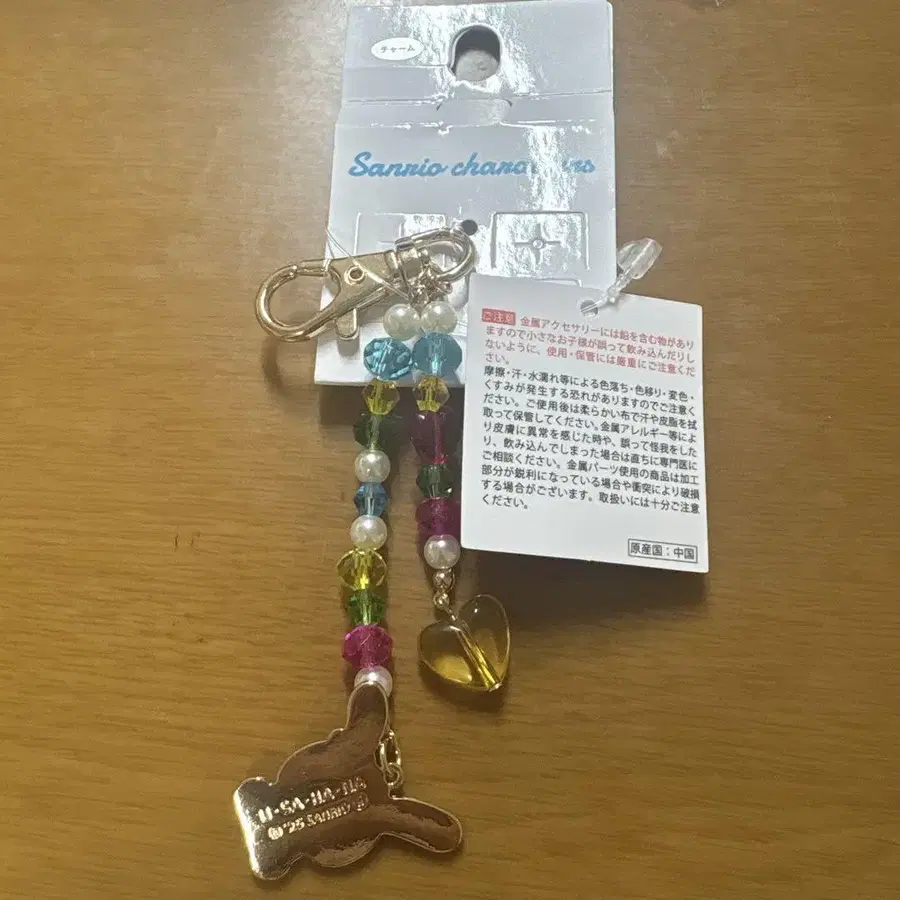 チャーム
Sanrio characters
ご注意 金属アクセサリーには鉛を含む物があり
ますので小さなお子様が誤って飲み込んだりし
ないように、使用・保管には厳重にご注意くだ
さい。
摩擦・汗・水濡れ等による色落ち・色移り・変色・
くすみが発生する恐れがありますのでご注意く
ださい。ご使用後は柔らかい布で汗や皮脂を拭
取って保管してください。金属アレルギー等によ
り皮膚に異常を感じた時や、誤って怪我をした
り、飲み込んでしまった場合は直ちに専門医に
ご相談ください。金属パーツ使用の商品は加工
部分が鋭利になっている場合や衝突により破損
する場合がございます。取扱いには十分ご注意
ください。
原産国：中国
U・SA・HA・NA
'25 SANRIO